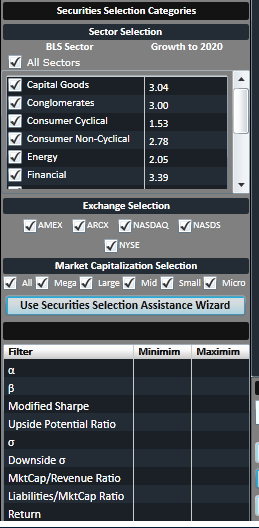 Securities Selection Categories
Sector Selection
BLS Sector Growth to 2020
All Sectors
Capital Goods 3.04
Conglomerates 3.00
Consumer Cyclical 1.53
Consumer Non-Cyclical 2.78
Energy 2.05
Financial 3.39
Exchange Selection
AMEX ARCX NASDAQ NASDS
NYSE
Market Capitalization Selection
All Mega Large Mid Small Micro
Use Securities Selection Assistance Wizard
Filter Minimim Maximim
α
β
Modified Sharpe
Upside Potential Ratio
σ
Downside σ
MktCap/Revenue Ratio
Liabilities/MktCap Ratio
Return